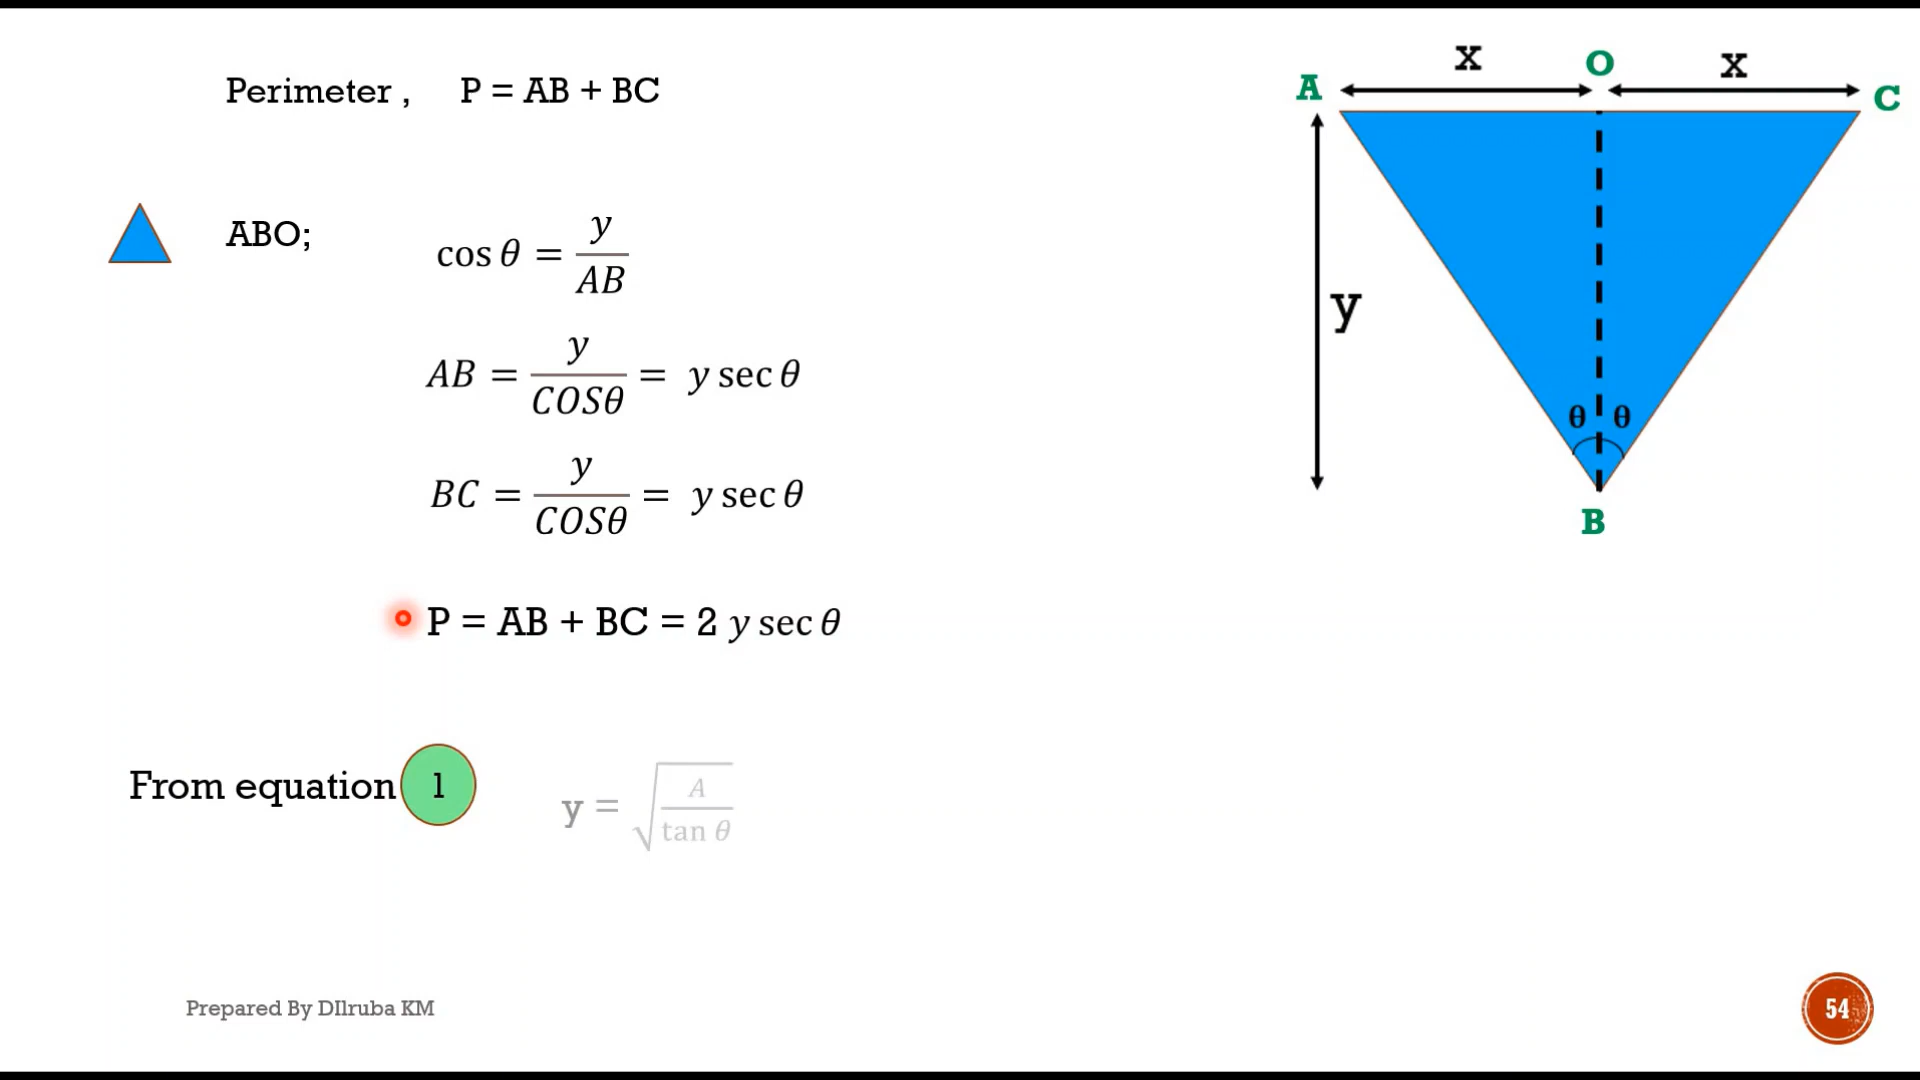 Perimeter , P = AB + BC
ABO; cos θ = y / AB
AB = y / COSθ = y sec θ
BC = y / COSθ = y sec θ
P = AB + BC = 2 y sec θ
From equation 1 y = √(A / tan θ)
x O x
A C
y
θ θ
B
Prepared By DIlruba KM
54